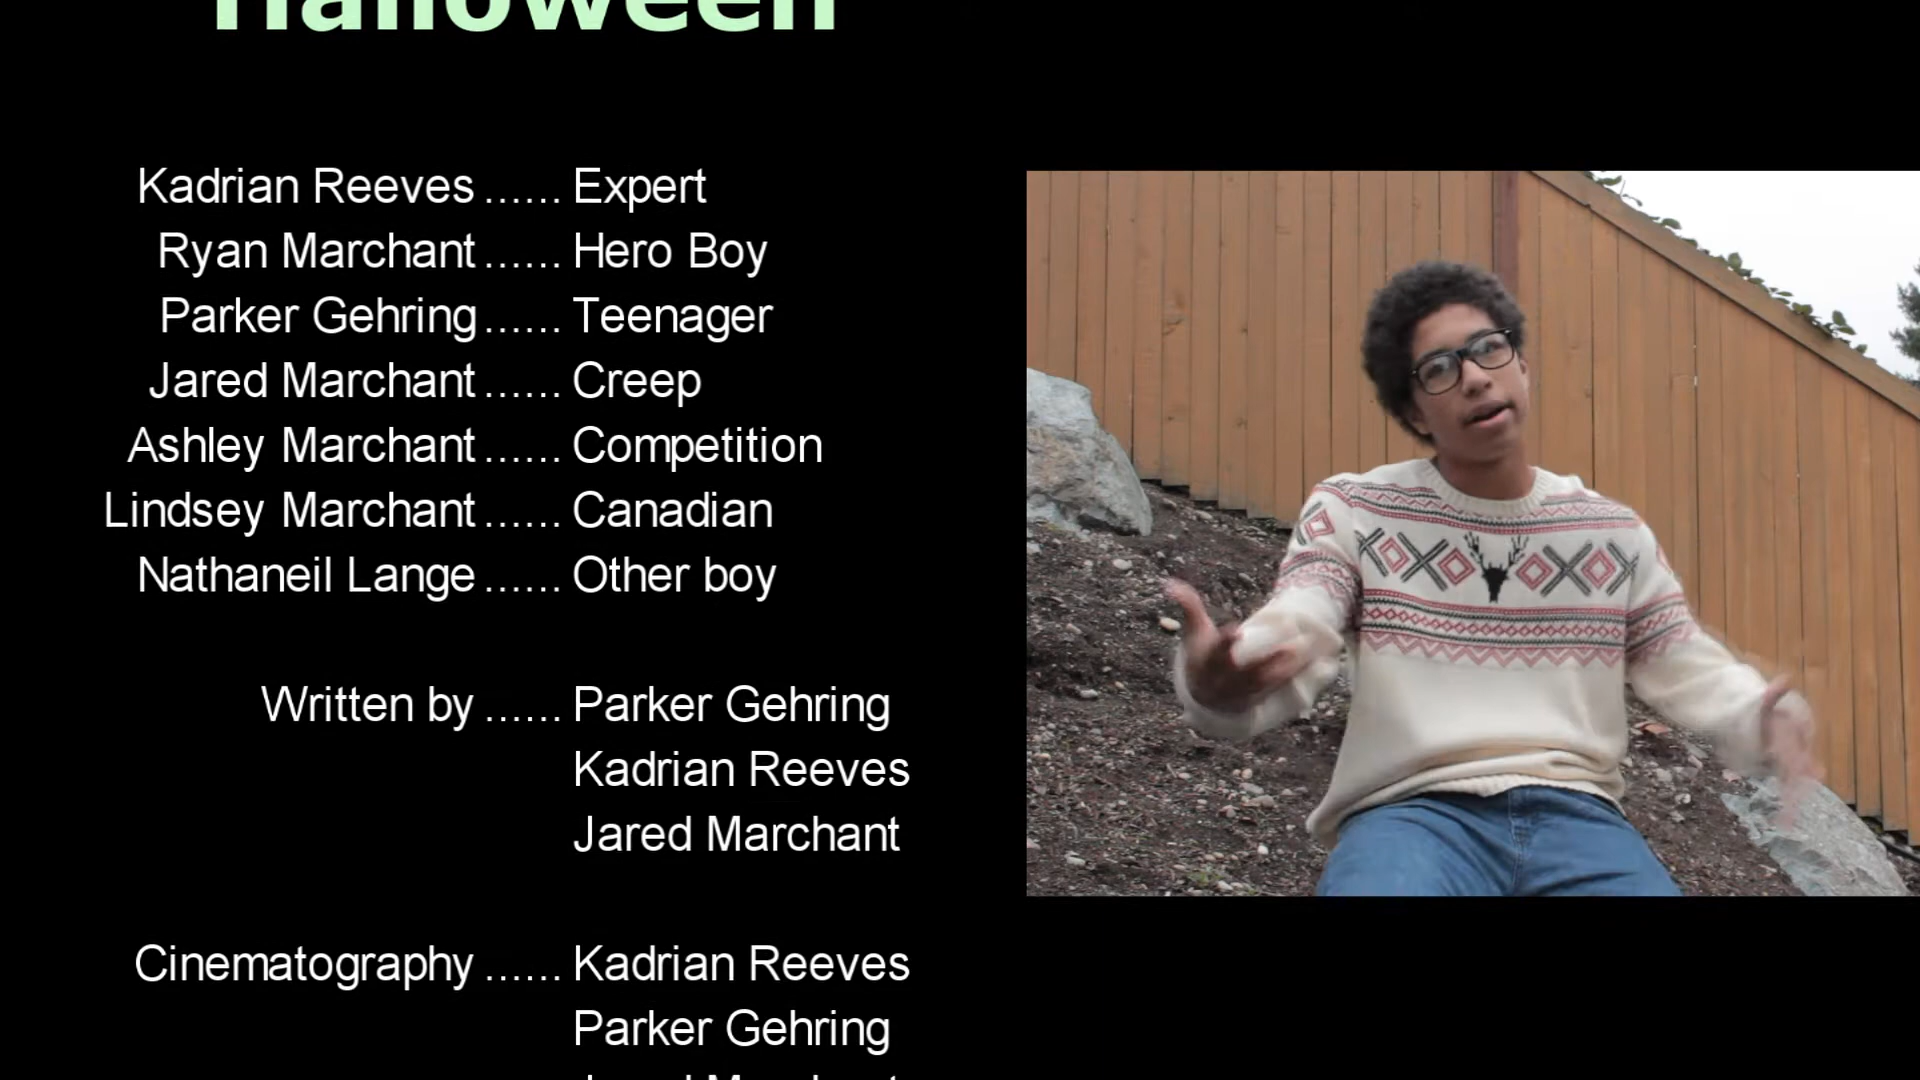 Halloween
Kadrian Reeves ...... Expert
Ryan Marchant ...... Hero Boy
Parker Gehring ...... Teenager
Jared Marchant ...... Creep
Ashley Marchant ...... Competition
Lindsey Marchant ...... Canadian
Nathaneil Lange ...... Other boy
Written by ...... Parker Gehring
Kadrian Reeves
Jared Marchant
Cinematography ...... Kadrian Reeves
Parker Gehring